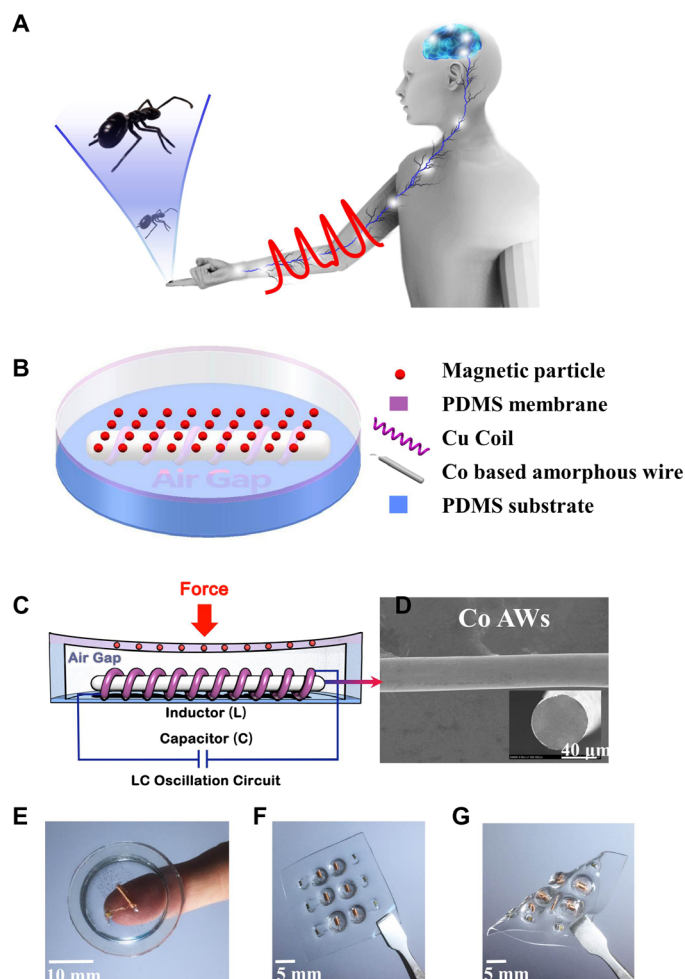 A
B
Magnetic particle
PDMS membrane
Cu Coil
Co based amorphous wire
PDMS substrate
Air Gap
C
Force
Air Gap
Inductor (L)
Capacitor (C)
LC Oscillation Circuit
D
Co AWs
40 μm
E
10 mm
F
5 mm
G
5 mm